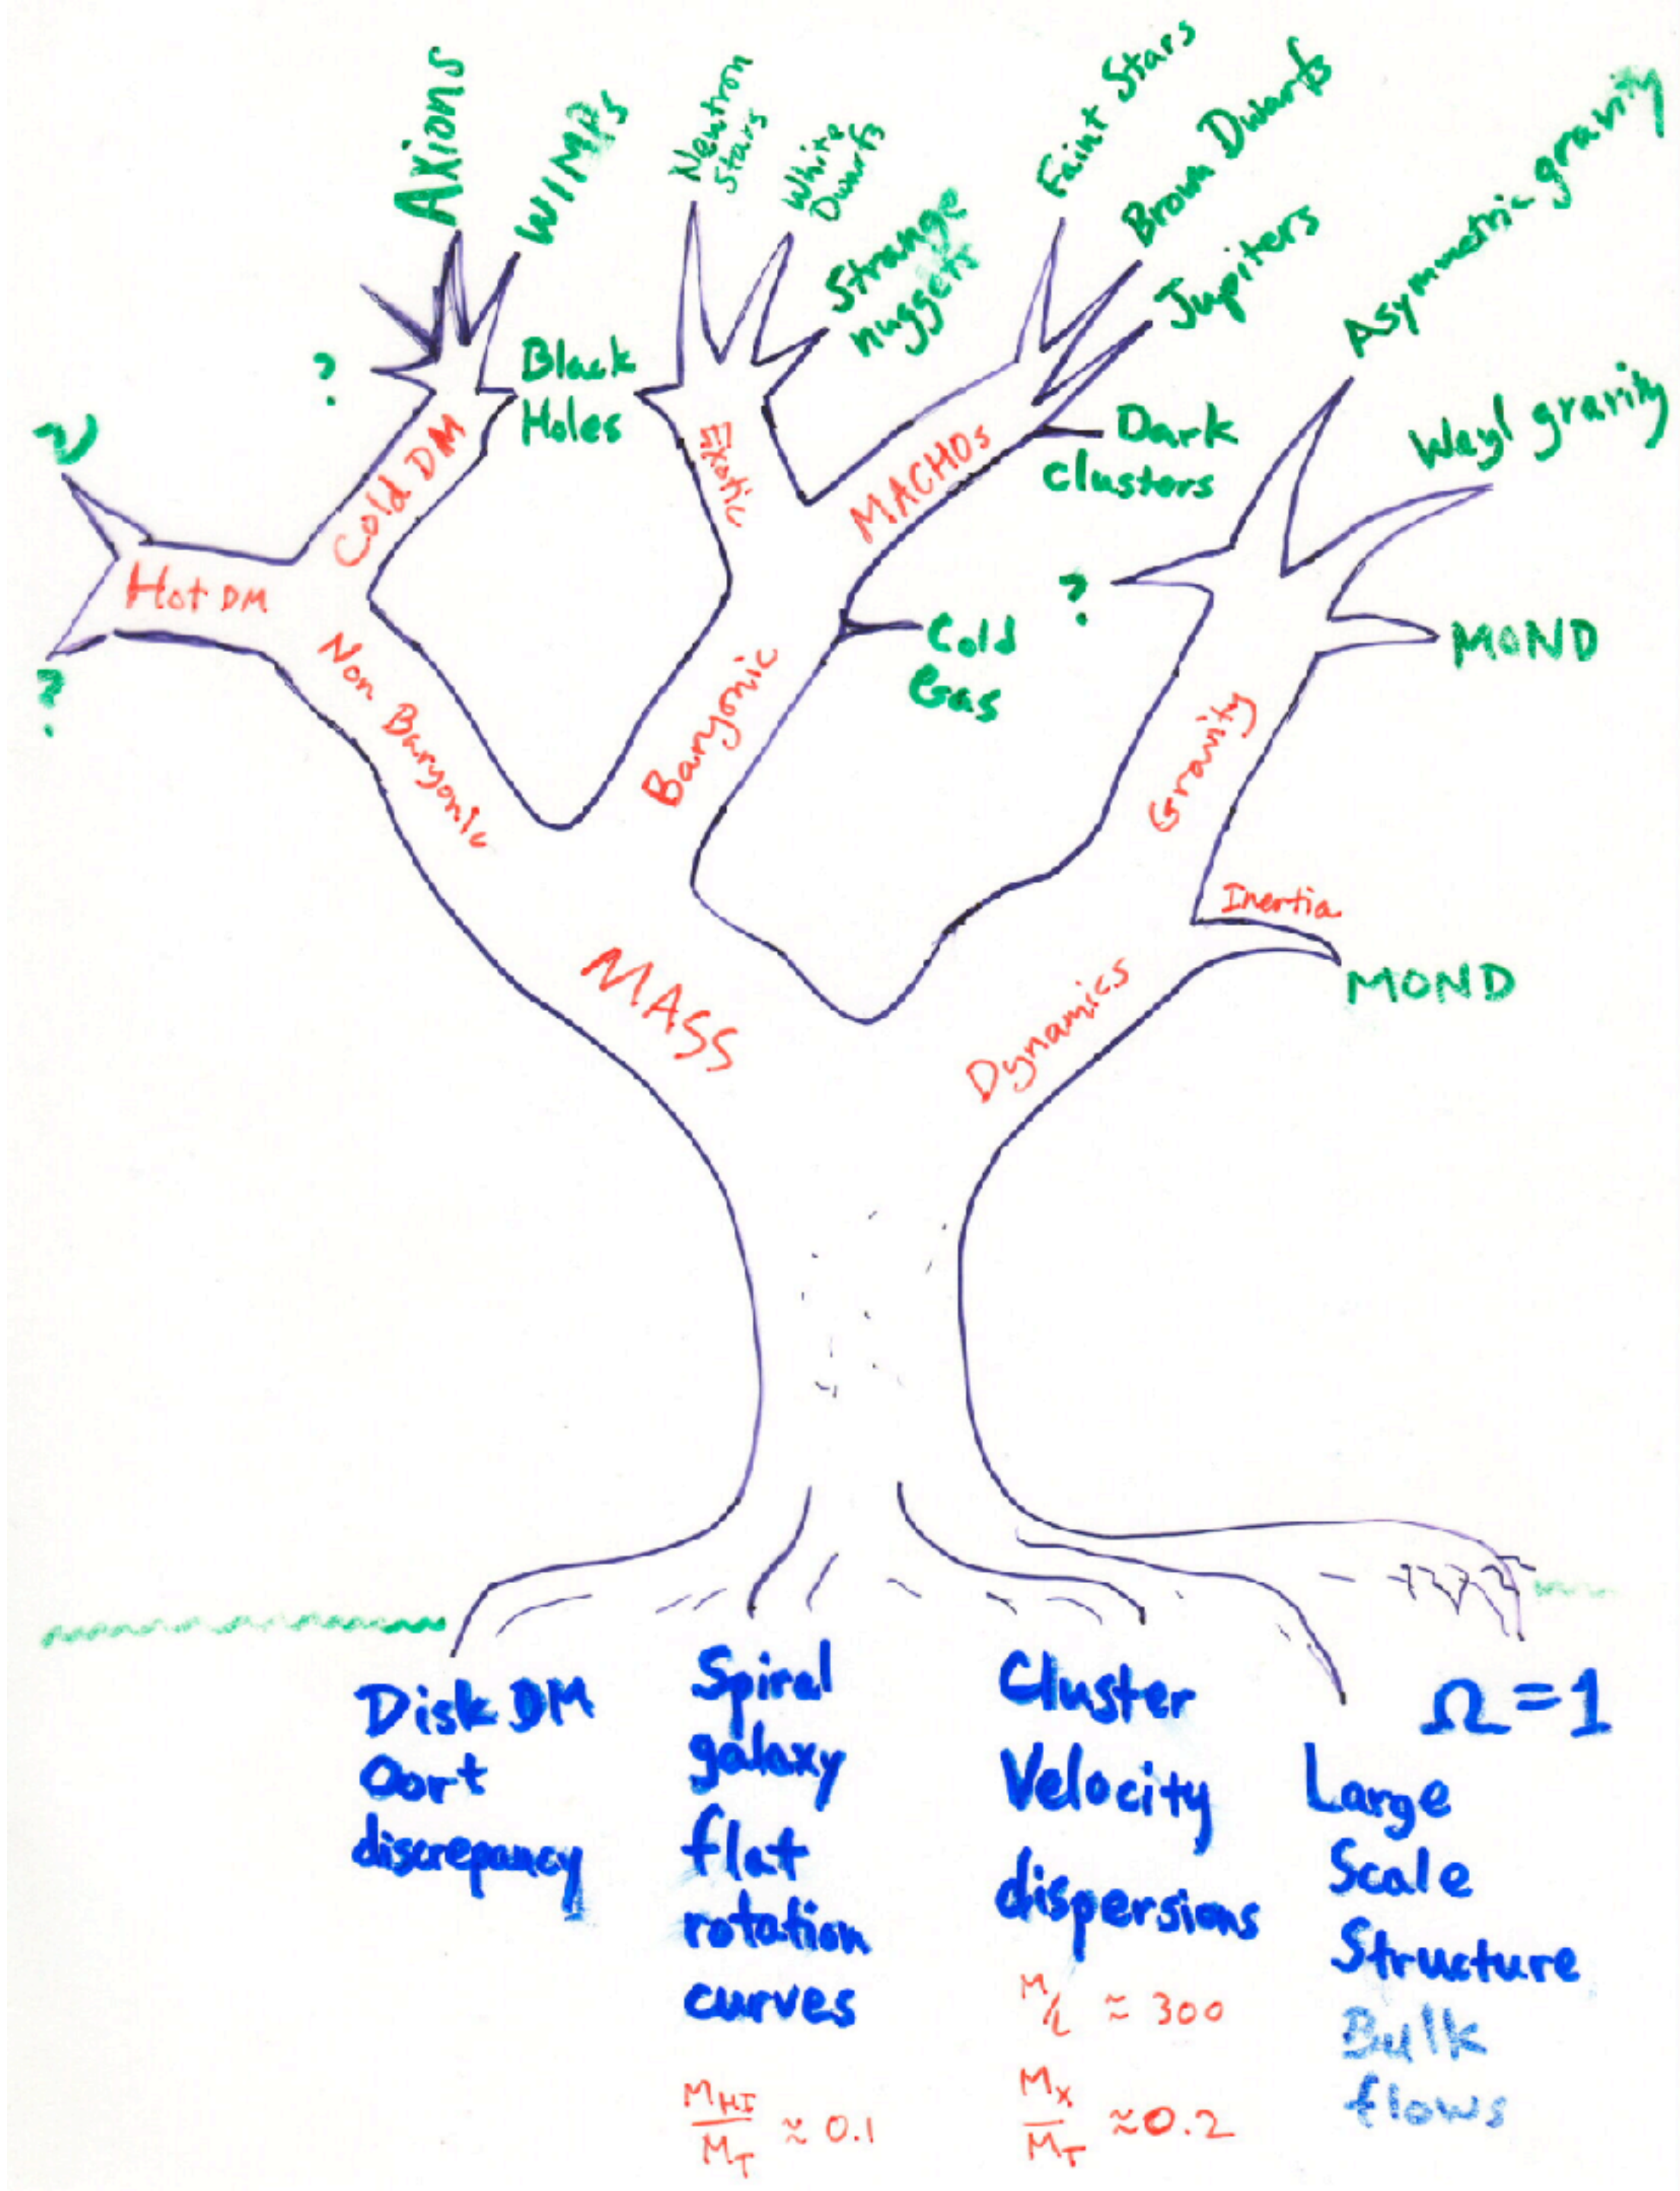 Axions
WIMPs
Neutron
Stars
White
Dwarfs
Strange
nuggets
Faint Stars
Brown Dwarfs
Jupiters
Asymmetric gravity
Weyl gravity
?
Black
Holes
ν
Cold DM
Exotic
MACHOs
Dark
clusters
Hot DM
?
?
Non Baryonic
Baryonic
Cold
Gas
?
MOND
Gravity
Inertia
MOND
MASS
Dynamics
Disk DM
Oort
discrepancy
Spiral
galaxy
flat
rotation
curves
M_HI/M_T ≈ 0.1
Cluster
Velocity
dispersions
M/L ≈ 300
M_X/M_T ≈ 0.2
Ω = 1
Large
Scale
Structure
Bulk
flows